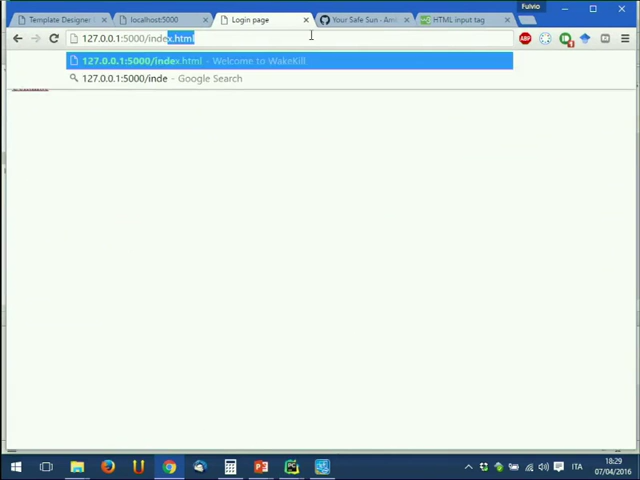 Fulvio
Template Designer
localhost:5000
Login page
Your Safe Sun - Am
HTML input tag
127.0.0.1:5000/index.html
ABP
1
127.0.0.1:5000/index.html - Welcome to WakeKill
127.0.0.1:5000/inde - Google Search
ITA
18:29
07/04/2016